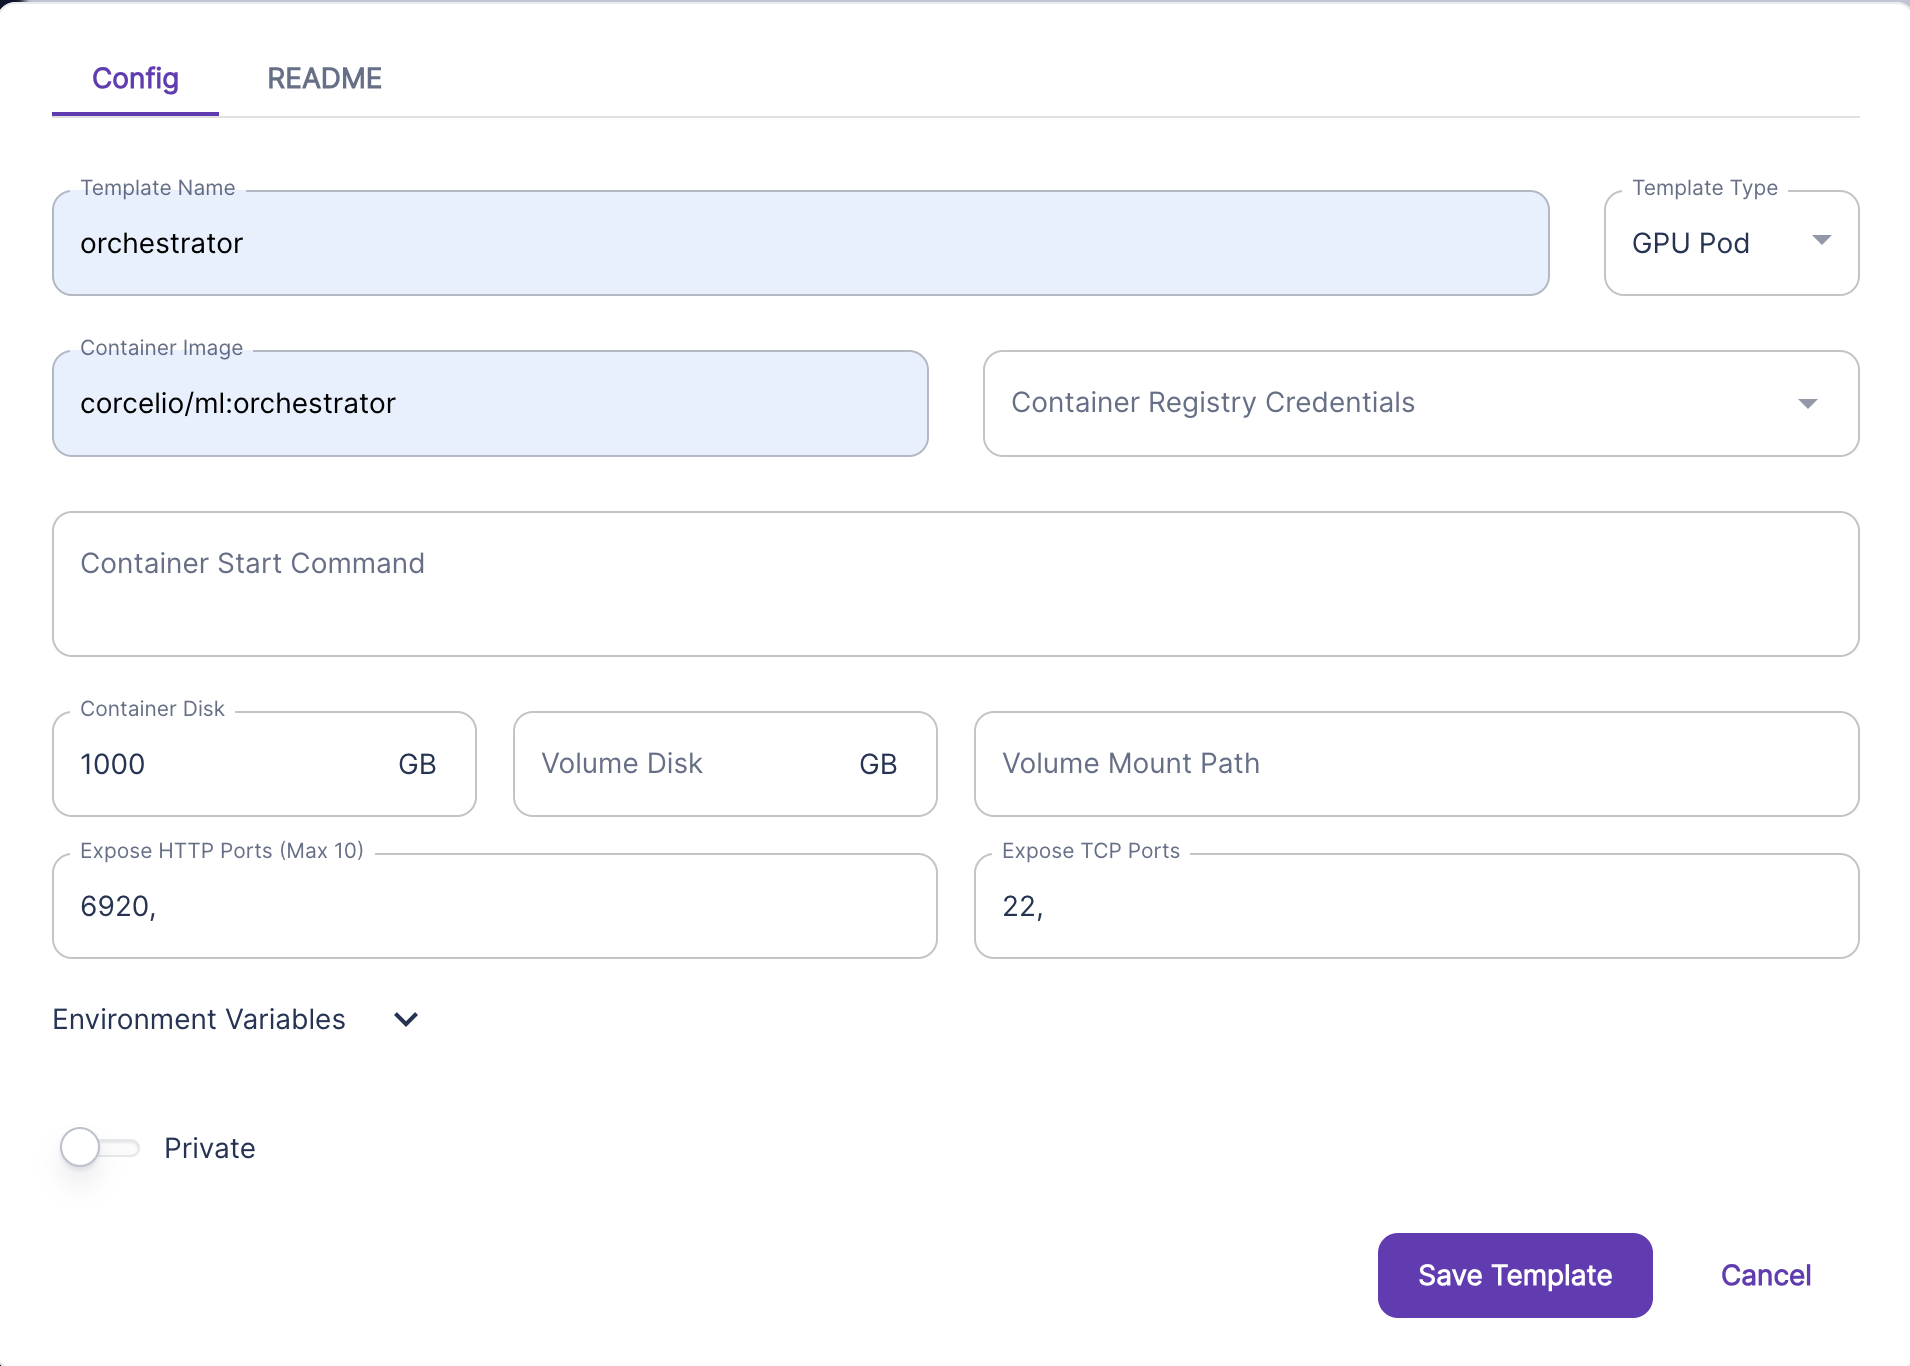 Config README
Template Name
orchestrator
Template Type
GPU Pod
Container Image
corcelio/ml:orchestrator
Container Registry Credentials
Container Start Command
Container Disk
1000 GB
Volume Disk GB
Volume Mount Path
Expose HTTP Ports (Max 10)
6920,
Expose TCP Ports
22,
Environment Variables
Private
Save Template Cancel